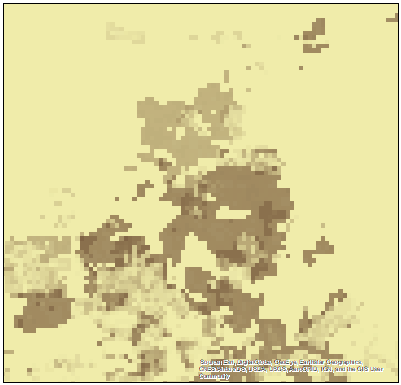 Source: Esri, DigitalGlobe, GeoEye, Earthstar Geographics,
CNES/Airbus DS, USDA, USGS, AeroGRID, IGN, and the GIS User
Community